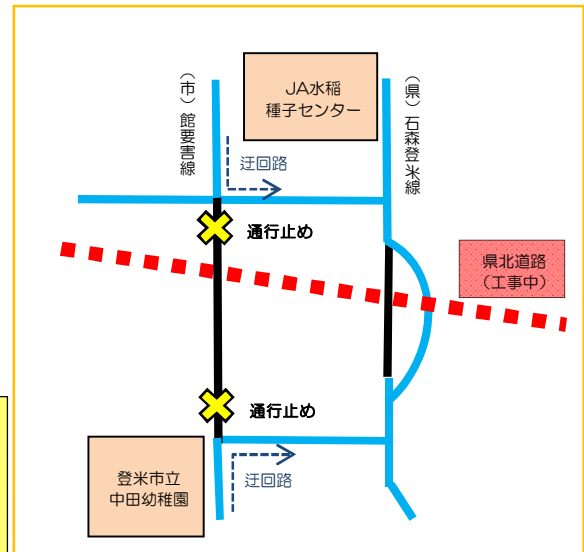 JA水稲
種子センター
（市）館要害線
（県）石森登米線
迂回路
通行止め
県北道路
（工事中）
通行止め
登米市立
中田幼稚園
迂回路